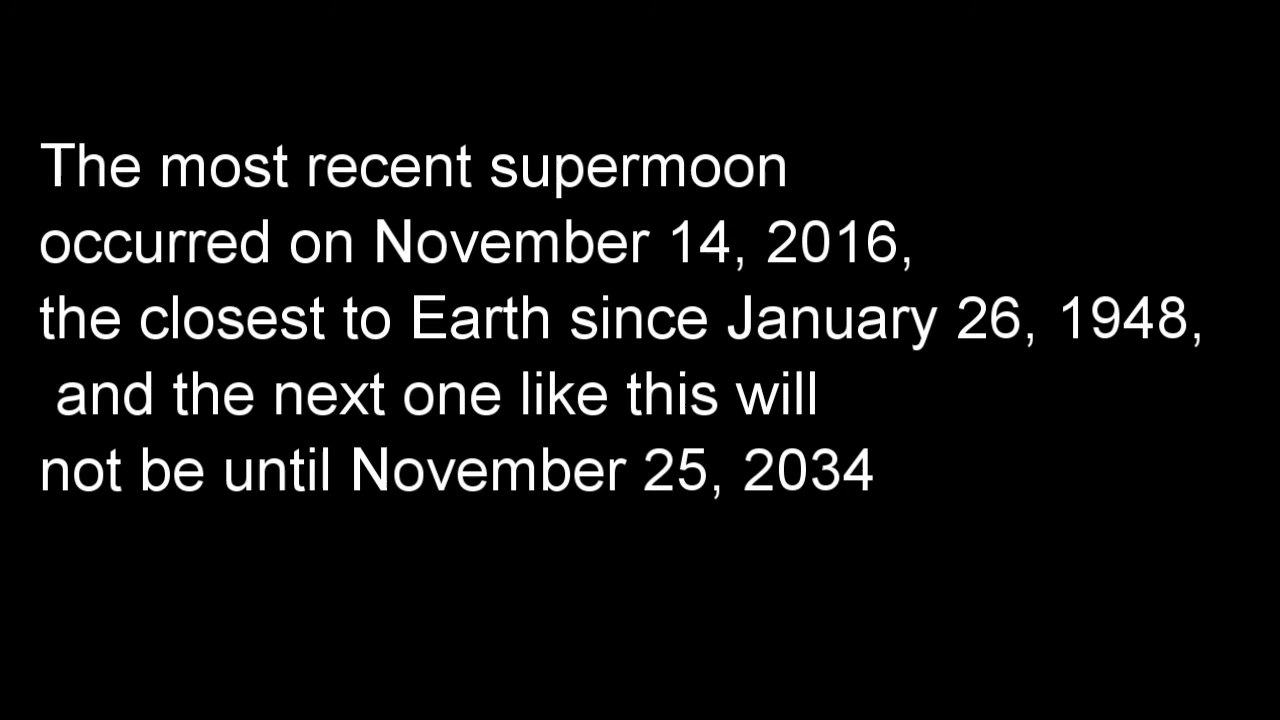 The most recent supermoon
occurred on November 14, 2016,
the closest to Earth since January 26, 1948,
and the next one like this will
not be until November 25, 2034